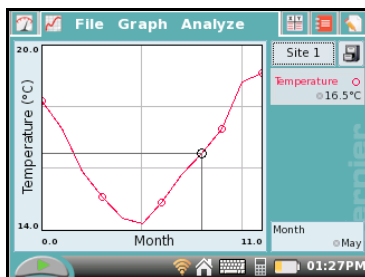 File Graph Analyze
Site 1
20.0
Temperature (°C)
14.0
0.0
Month
11.0
Temperature
16.5°C
Month
May
01:27PM